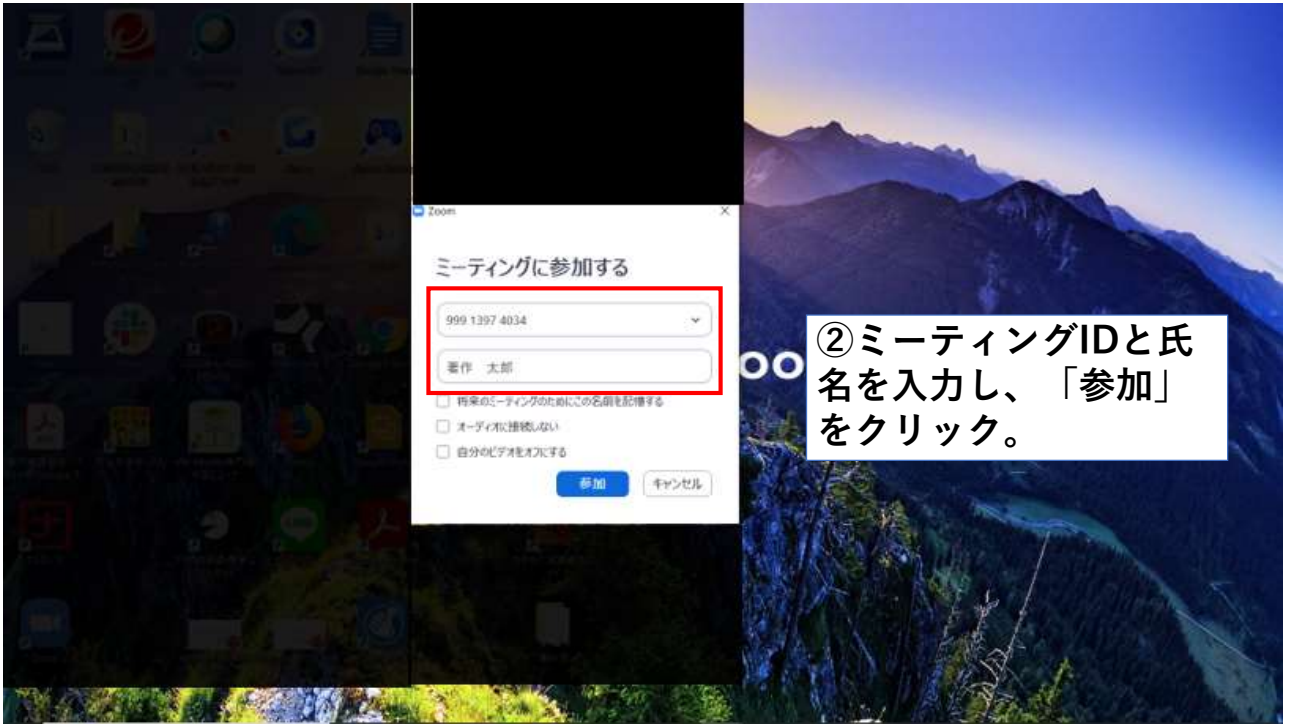 Zoom
ミーティングに参加する
999 1397 4034
著作 太郎
将来のミーティングのためにこの名前を記憶する
オーディオに接続しない
自分のビデオをオフにする
参加
キャンセル
②ミーティングIDと氏
名を入力し、「参加」
をクリック。